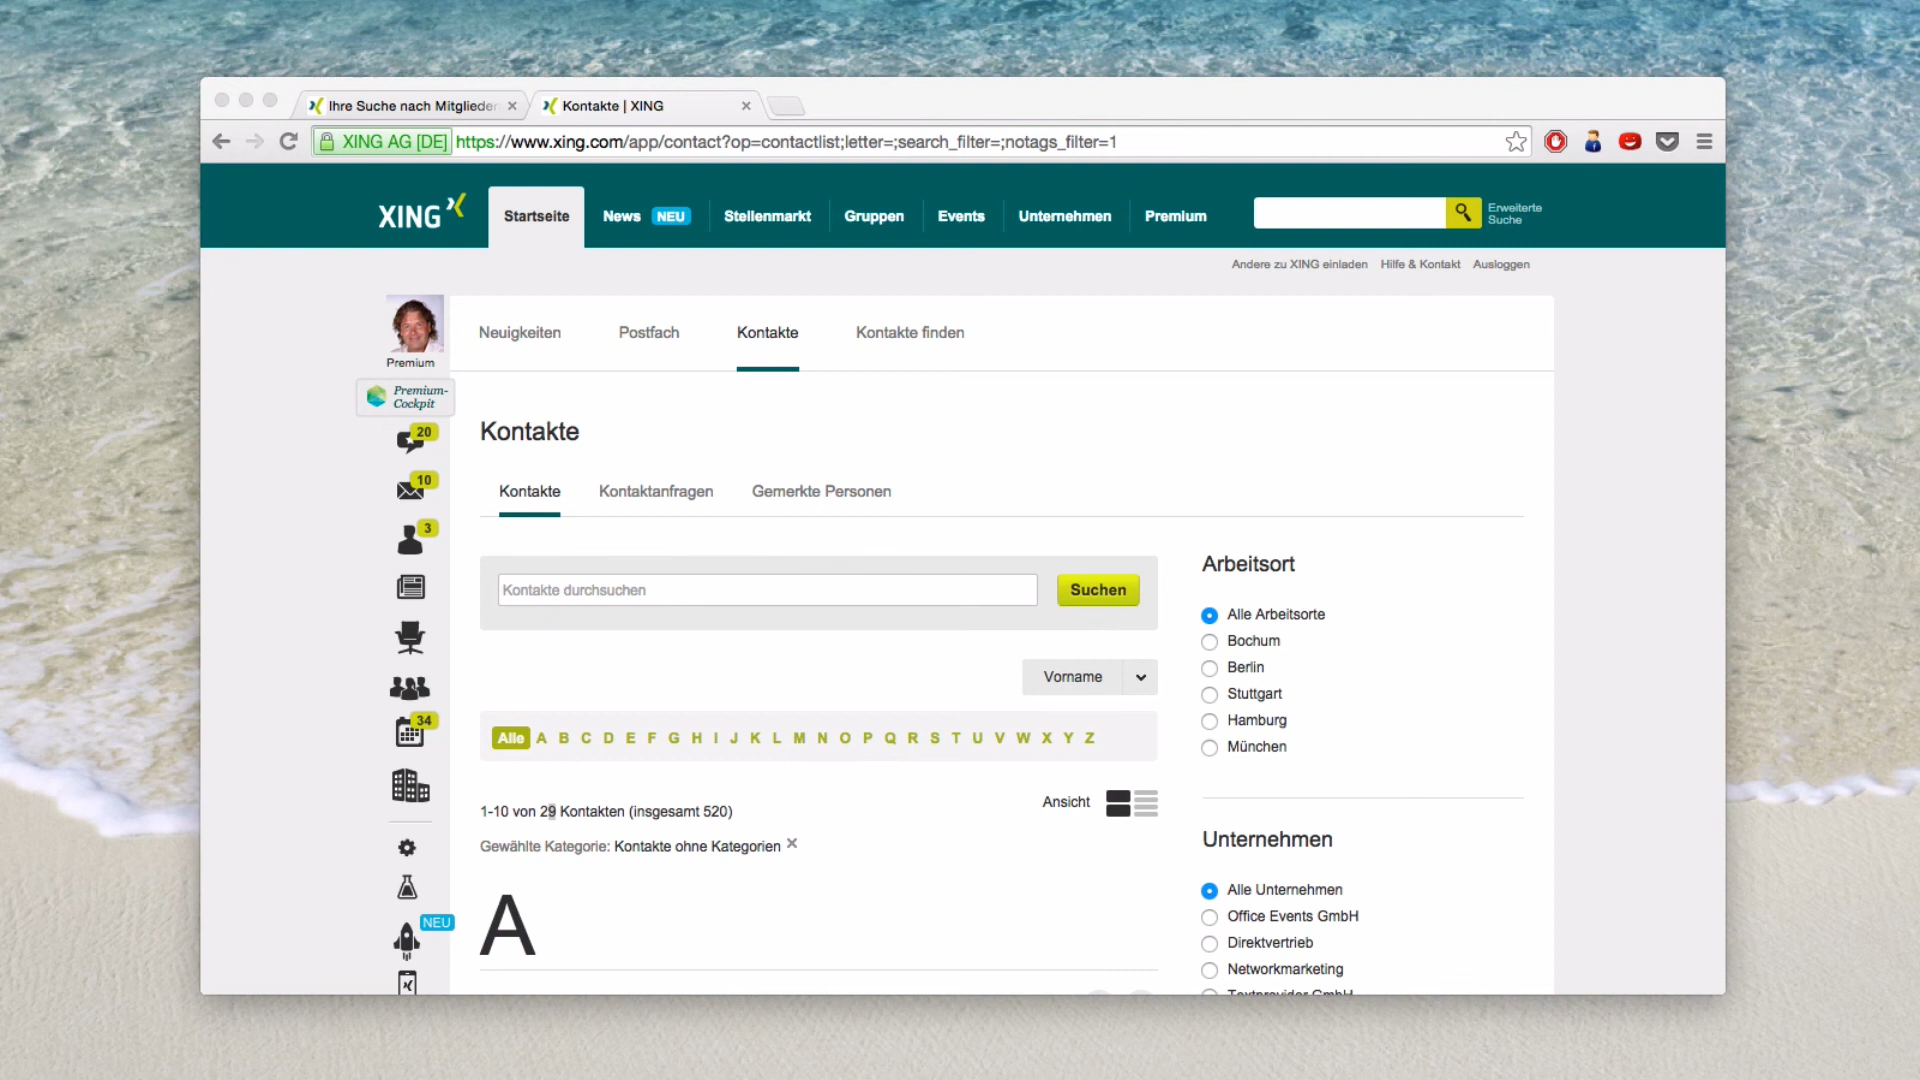 Ihre Suche nach Mitglieder
Kontakte | XING
XING AG [DE] https://www.xing.com/app/contact?op=contactlist;letter=;search_filter=;notags_filter=1
XING
Startseite
News NEU
Stellenmarkt
Gruppen
Events
Unternehmen
Premium
Erweiterte
Suche
Andere zu XING einladen Hilfe & Kontakt Ausloggen
Premium
Neuigkeiten Postfach Kontakte Kontakte finden
Premium-
Cockpit
20
10
3
34
NEU
Kontakte
Kontakte Kontaktanfragen Gemerkte Personen
Kontakte durchsuchen
Suchen
Vorname
Alle A B C D E F G H I J K L M N O P Q R S T U V W X Y Z
1-10 von 29 Kontakten (insgesamt 520)
Ansicht
Gewählte Kategorie: Kontakte ohne Kategorien
A
Arbeitsort
Alle Arbeitsorte
Bochum
Berlin
Stuttgart
Hamburg
München
Unternehmen
Alle Unternehmen
Office Events GmbH
Direktvertrieb
Networkmarketing
Textprovider GmbH